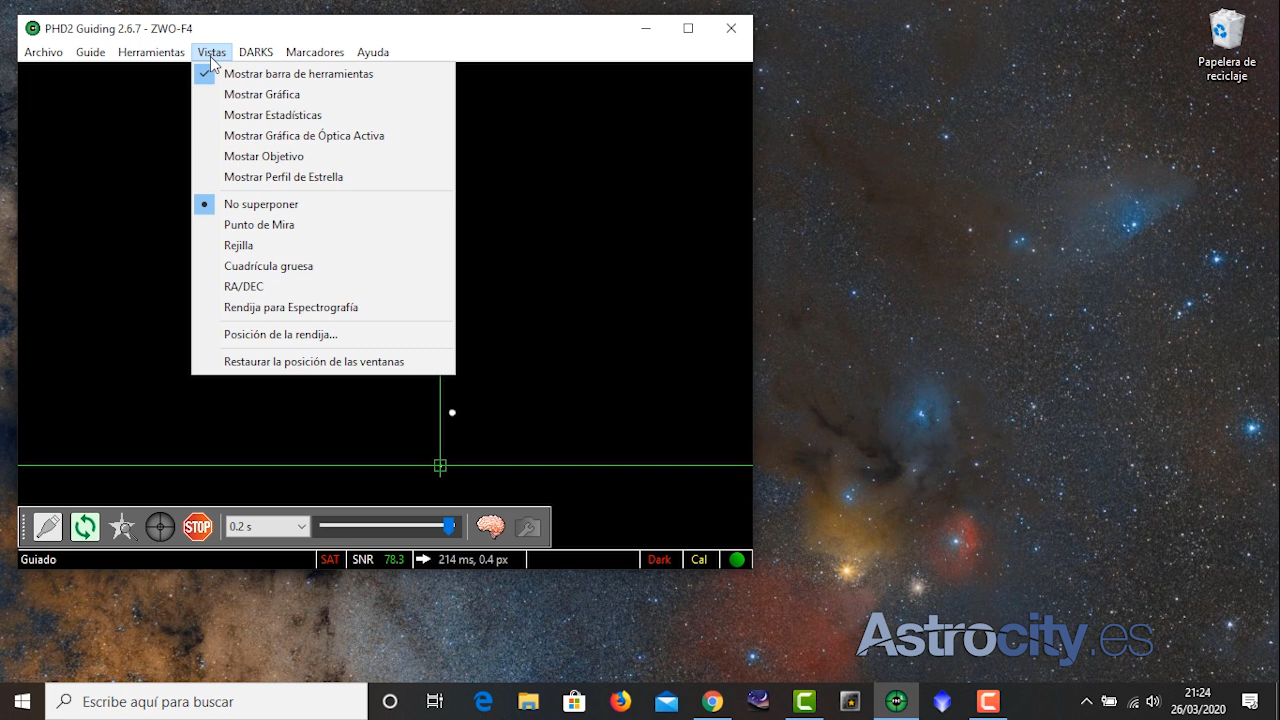 PHD2 Guiding 2.6.7 - ZWO-F4
Archivo Guide Herramientas Vistas DARKS Marcadores Ayuda
Mostrar barra de herramientas
Mostrar Gráfica
Mostrar Estadísticas
Mostrar Gráfica de Óptica Activa
Mostar Objetivo
Mostrar Perfil de Estrella
No superponer
Punto de Mira
Rejilla
Cuadrícula gruesa
RA/DEC
Rendija para Espectrografía
Posición de la rendija...
Restaurar la posición de las ventanas
STOP
0.2 s
Guiado SAT SNR 78.3 214 ms, 0.4 px Dark Cal
Papelera de
reciclaje
Astrocity.es
Escribe aquí para buscar
21:24
26/03/2020